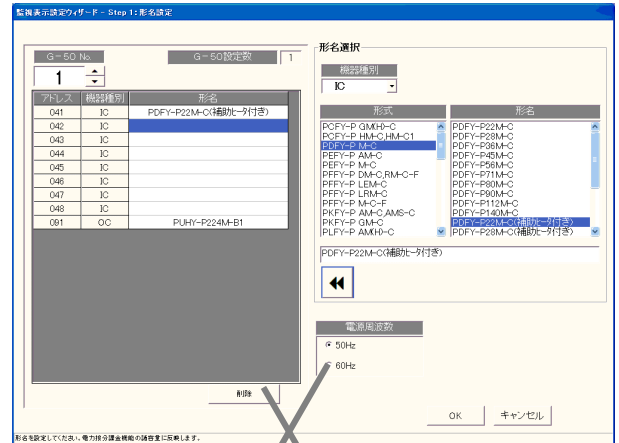 監視表示設定ウィザード - Step 1:形名設定
G-50 No.
G-50設定数
1
1
アドレス 機器種別 形名
041 IC PDFY-P22M-C(補助ヒータ付き)
042 IC
043 IC
044 IC
045 IC
046 IC
047 IC
048 IC
091 OC PUHY-P224M-B1
削除
形名選択
機器種別
IC
形式
PCFY-P GM(H)-C
PCFY-P HM-C,HM-C1
PDFY-P M-C
PEFY-P AM-C
PEFY-P M-C
PFFY-P DM-C,RM-C-F
PFFY-P LEM-C
PFFY-P LRM-C
PFFY-P M-C-F
PKFY-P AM-C,AMS-C
PKFY-P GM-C
PLFY-P AM(H)-C
形名
PDFY-P22M-C
PDFY-P28M-C
PDFY-P36M-C
PDFY-P45M-C
PDFY-P56M-C
PDFY-P71M-C
PDFY-P80M-C
PDFY-P90M-C
PDFY-P112M-C
PDFY-P140M-C
PDFY-P22M-C(補助ヒータ付き)
PDFY-P28M-C(補助ヒータ付き)
PDFY-P22M-C(補助ヒータ付き)
電源周波数
50Hz
60Hz
OK キャンセル
形名を設定してください。電力按分課金機能の諸容量に反映します。